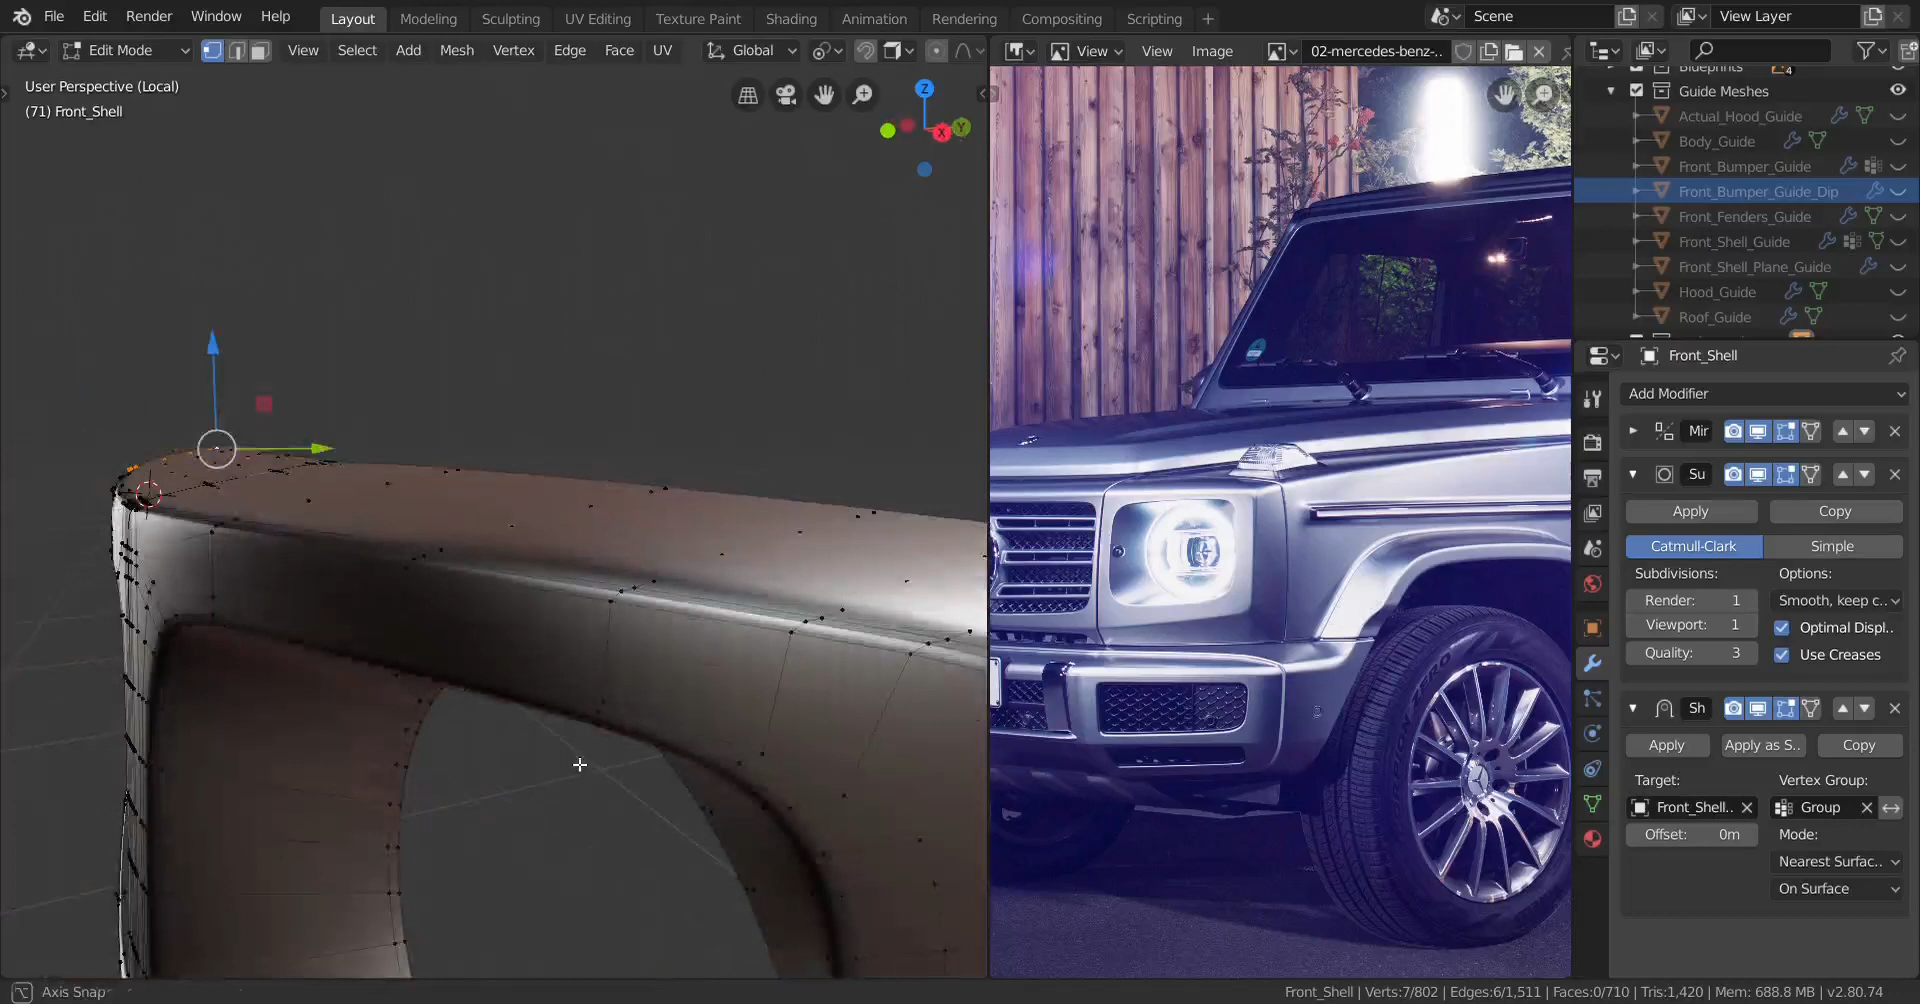 File Edit Render Window Help Layout Modeling Sculpting UV Editing Texture Paint Shading Animation Rendering Compositing Scripting + Scene View Layer
Edit Mode View Select Add Mesh Vertex Edge Face UV Global View View Image 02-mercedes-benz-..
User Perspective (Local)
(71) Front_Shell
Z
X
Y
Blueprints 4
Guide Meshes
Actual_Hood_Guide
Body_Guide
Front_Bumper_Guide
Front_Bumper_Guide_Dip
Front_Fenders_Guide
Front_Shell_Guide
Front_Shell_Plane_Guide
Hood_Guide
Roof_Guide
Front_Shell
Add Modifier
Mir
Su
Apply Copy
Catmull-Clark Simple
Subdivisions: Options:
Render: 1 Smooth, keep c..
Viewport: 1 Optimal Displ..
Quality: 3 Use Creases
Sh
Apply Apply as S.. Copy
Target: Vertex Group:
Front_Shell.. Group
Offset: 0m Mode:
Nearest Surfac..
On Surface
Axis Snap
Front_Shell | Verts:7/802 | Edges:6/1,511 | Faces:0/710 | Tris:1,420 | Mem: 688.8 MB | v2.80.74